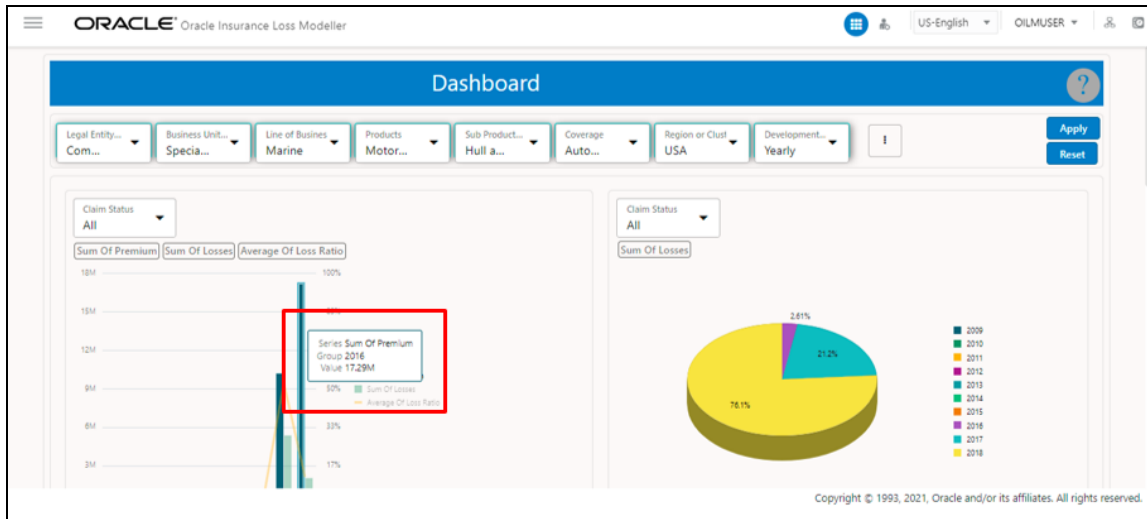 ORACLE® Oracle Insurance Loss Modeller
US-English
OILMUSER
Dashboard
?
Legal Entity...
Com...
Business Unit...
Specia...
Line of Busines
Marine
Products
Motor...
Sub Product...
Hull a...
Coverage
Auto...
Region or Clust
USA
Development...
Yearly
Apply
Reset
Claim Status
All
Sum Of Premium Sum Of Losses Average Of Loss Ratio
18M
15M
12M
9M
6M
3M
100%
50%
33%
17%
Series Sum Of Premium
Group 2016
Value 17.29M
Sum Of Losses
Average Of Loss Ratio
Claim Status
All
Sum Of Losses
2.61%
21.2%
76.1%
2009
2010
2011
2012
2013
2014
2015
2016
2017
2018
Copyright © 1993, 2021, Oracle and/or its affiliates. All rights reserved.